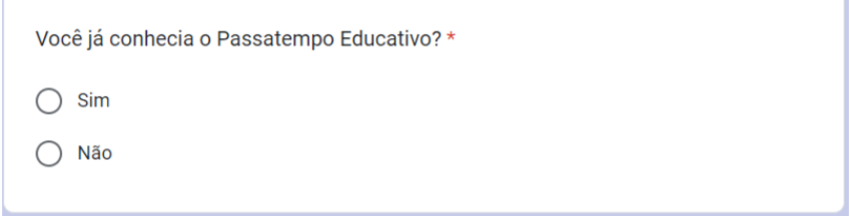 Você já conhecia o Passatempo Educativo? *
Sim
Não